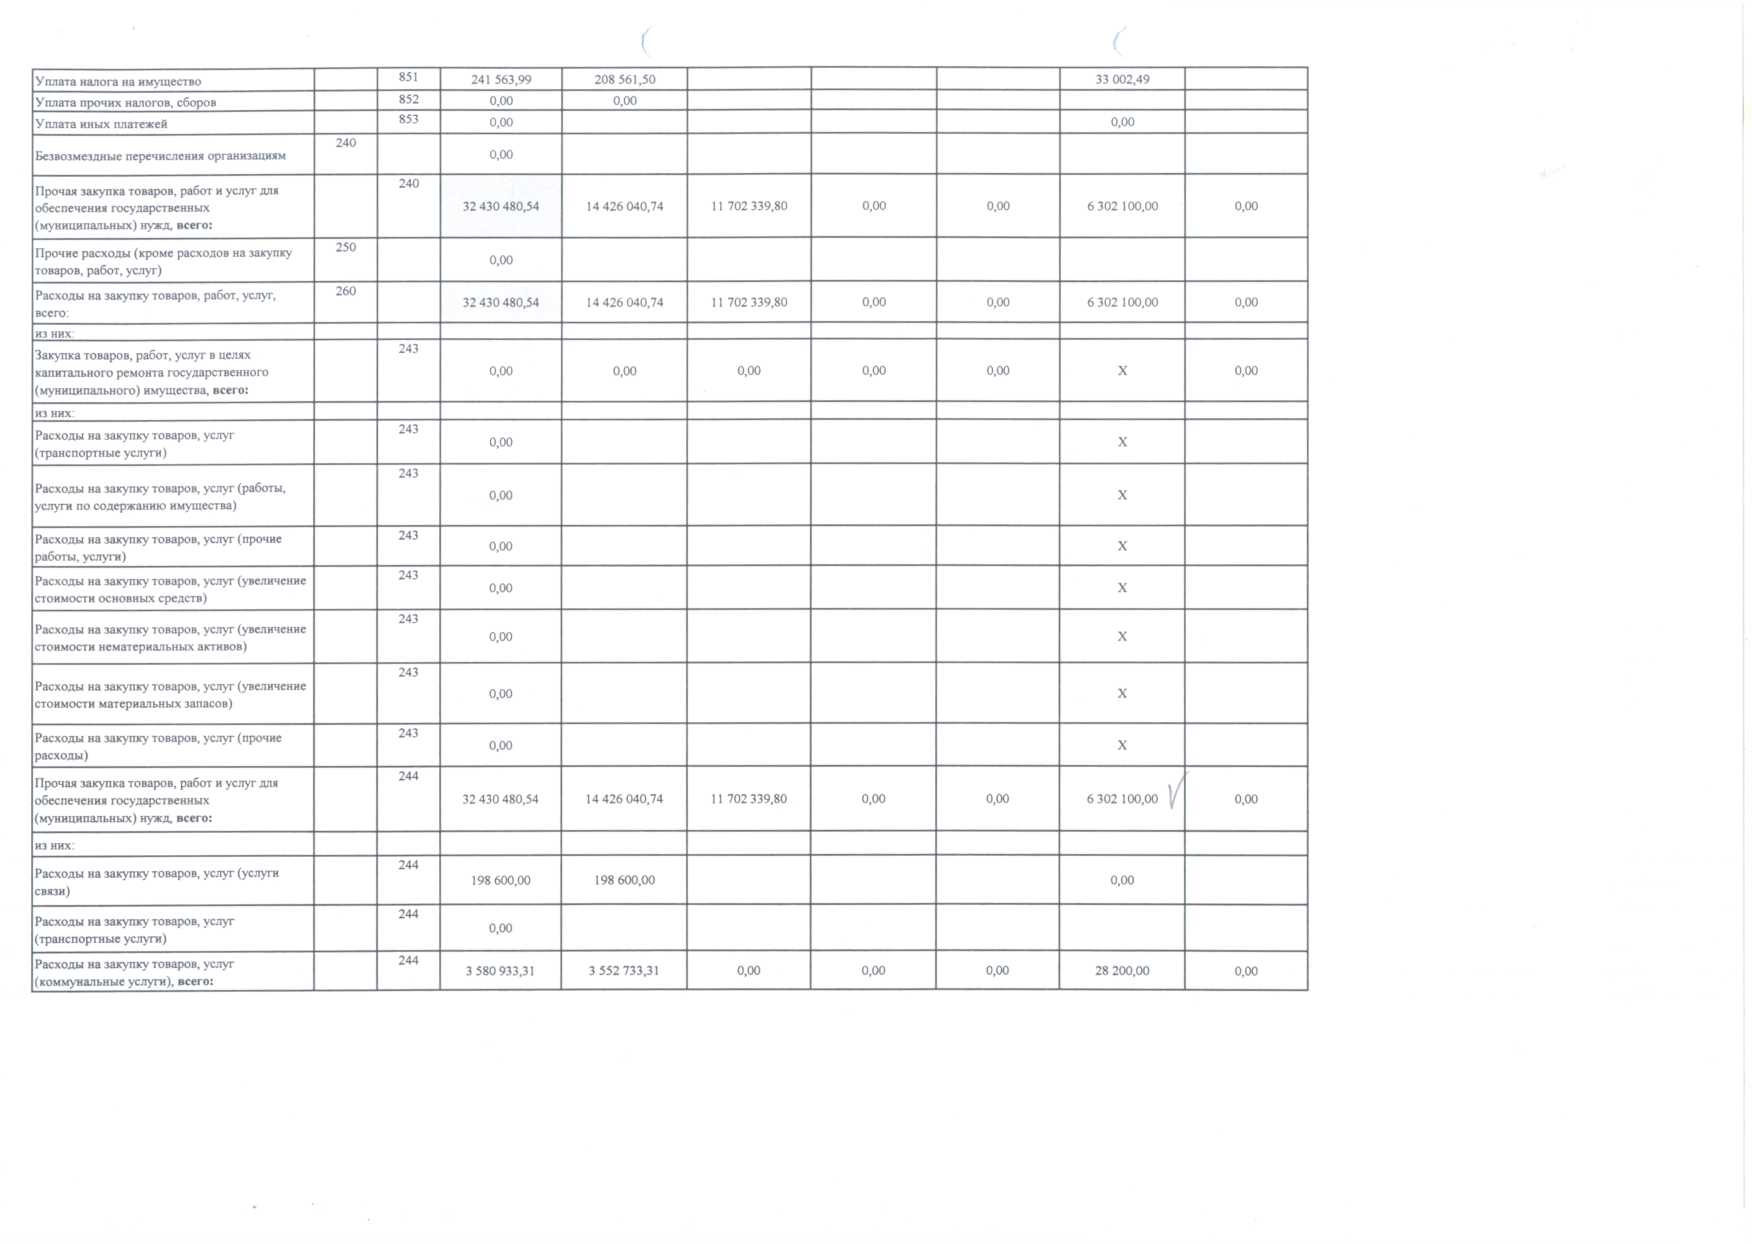 Уплата налога на имущество 851 241 563,99 208 561,50 33 002,49
Уплата прочих налогов, сборов 852 0,00 0,00
Уплата иных платежей 853 0,00 0,00
Безвозмездные перечисления организациям 240 0,00
Прочая закупка товаров, работ и услуг для
обеспечения государственных
(муниципальных) нужд, всего: 240 32 430 480,54 14 426 040,74 11 702 339,80 0,00 0,00 6 302 100,00 0,00
Прочие расходы (кроме расходов на закупку
товаров, работ, услуг) 250 0,00
Расходы на закупку товаров, работ, услуг,
всего: 260 32 430 480,54 14 426 040,74 11 702 339,80 0,00 0,00 6 302 100,00 0,00
из них:
Закупка товаров, работ, услуг в целях
капитального ремонта государственного
(муниципального) имущества, всего: 243 0,00 0,00 0,00 0,00 0,00 X 0,00
из них:
Расходы на закупку товаров, услуг
(транспортные услуги) 243 0,00 X
Расходы на закупку товаров, услуг (работы,
услуги по содержанию имущества) 243 0,00 X
Расходы на закупку товаров, услуг (прочие
работы, услуги) 243 0,00 X
Расходы на закупку товаров, услуг (увеличение
стоимости основных средств) 243 0,00 X
Расходы на закупку товаров, услуг (увеличение
стоимости нематериальных активов) 243 0,00 X
Расходы на закупку товаров, услуг (увеличение
стоимости материальных запасов) 243 0,00 X
Расходы на закупку товаров, услуг (прочие
расходы) 243 0,00 X
Прочая закупка товаров, работ и услуг для
обеспечения государственных
(муниципальных) нужд, всего: 244 32 430 480,54 14 426 040,74 11 702 339,80 0,00 0,00 6 302 100,00 0,00
из них:
Расходы на закупку товаров, услуг (услуги
связи) 244 198 600,00 198 600,00 0,00
Расходы на закупку товаров, услуг
(транспортные услуги) 244 0,00
Расходы на закупку товаров, услуг
(коммунальные услуги), всего: 244 3 580 933,31 3 552 733,31 0,00 0,00 0,00 28 200,00 0,00